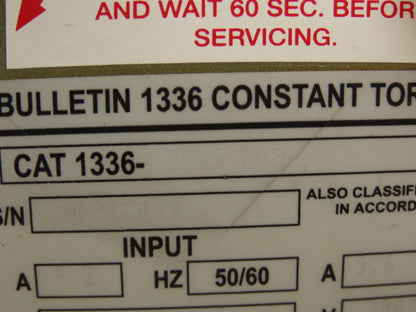 AND WAIT 60 SEC. BEFOR
SERVICING.
BULLETIN 1336 CONSTANT TOR
CAT 1336-
S/N
ALSO CLASSIFI
IN ACCORD
INPUT
A
HZ 50/60
A